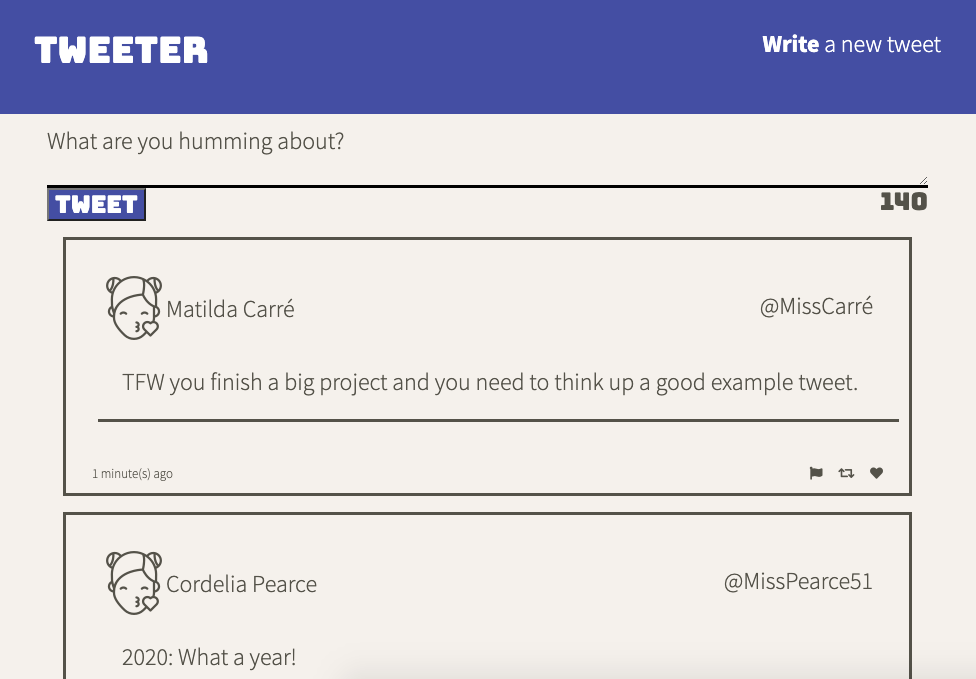 TWEETER
Write a new tweet
What are you humming about?
TWEET
140
Matilda Carré
@MissCarré
TFW you finish a big project and you need to think up a good example tweet.
1 minute(s) ago
Cordelia Pearce
@MissPearce51
2020: What a year!